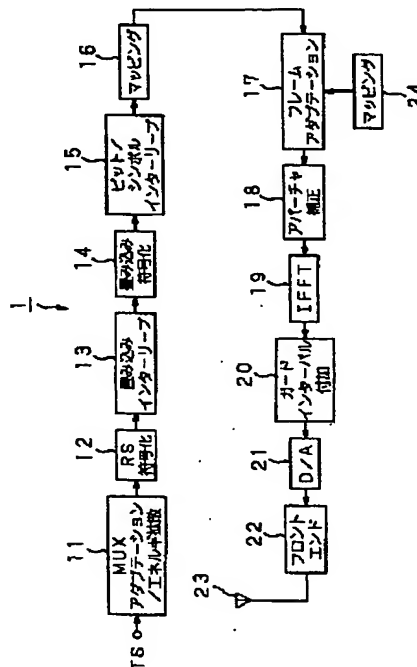 1
TS
11
MUX
アダプテーション
/エネルギ拡散
12
RS
符号化
13
畳み込み
インターリーブ
14
畳み込み
符号化
15
ビット/
シンボル
インターリーブ
16
マッピング
17
フレーム
アダプテーション
24
マッピング
18
アパーチャ
補正
19
IFFT
20
ガード
インターバル
付加
21
D/A
22
フロント
エンド
23